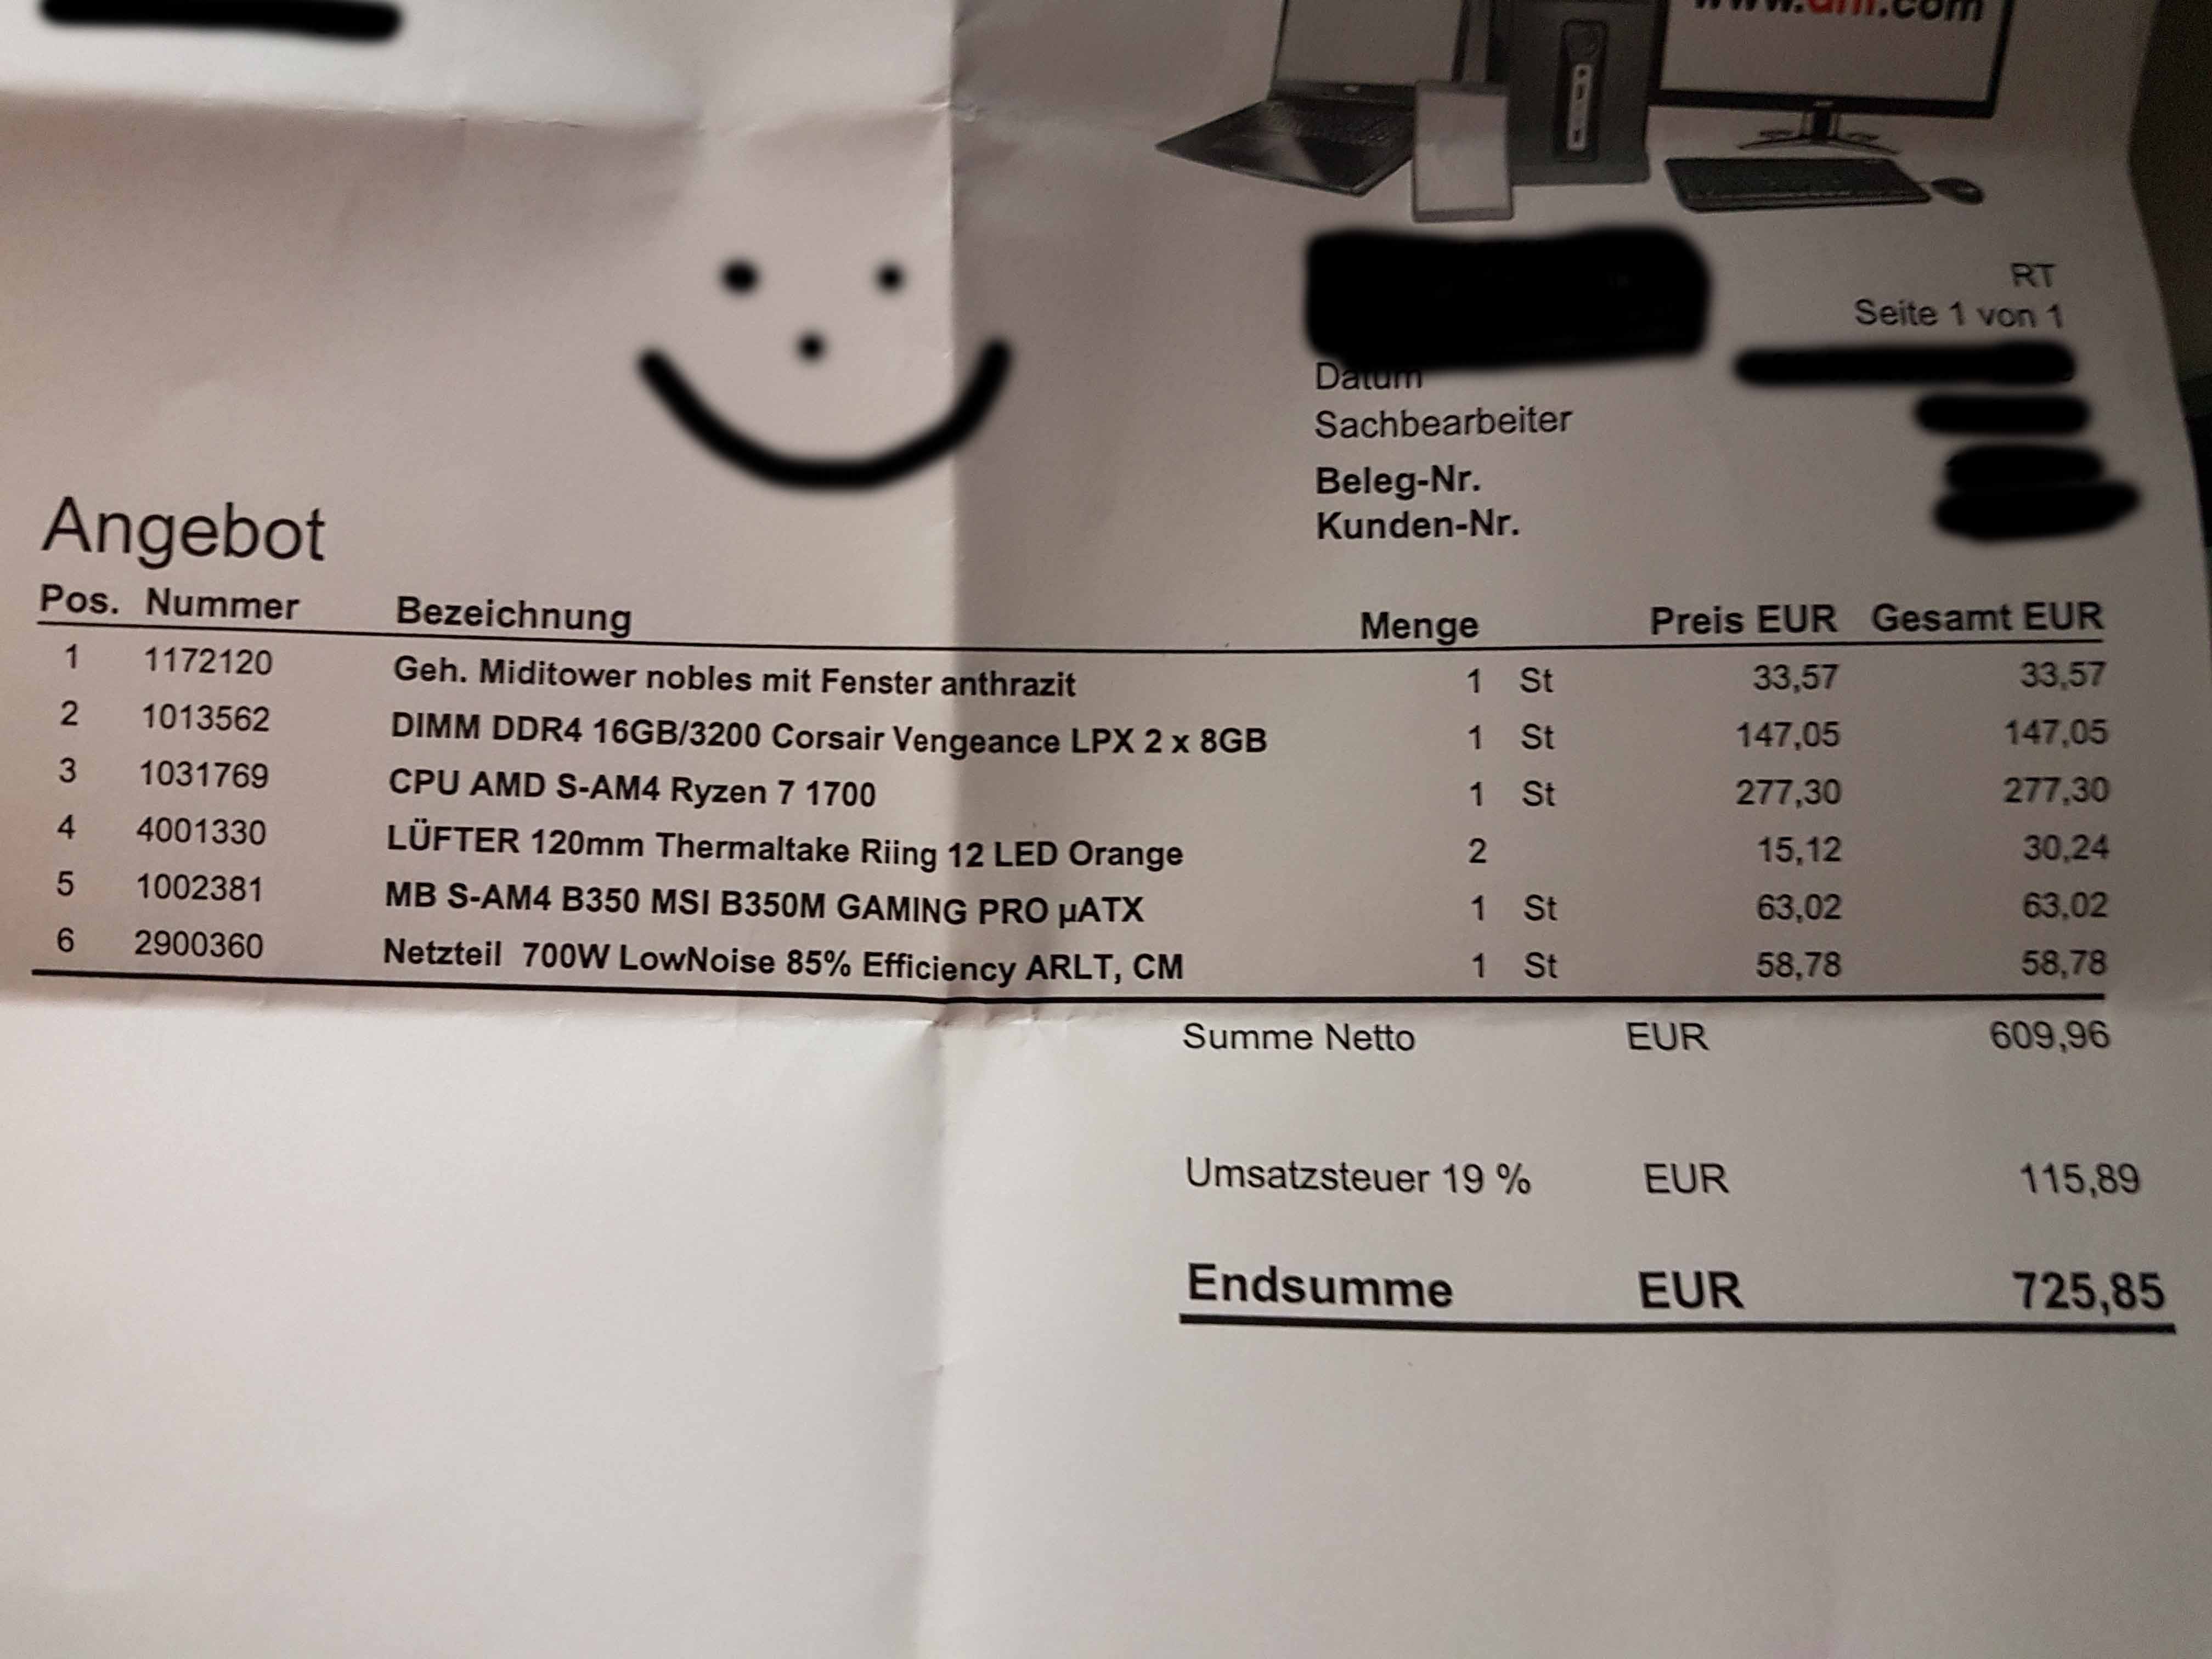 RT
Seite 1 von 1
Datum
Sachbearbeiter
Beleg-Nr.
Kunden-Nr.
Angebot
Pos. Nummer Bezeichnung Menge Preis EUR Gesamt EUR
1 1172120 Geh. Miditower nobles mit Fenster anthrazit 1 St 33,57 33,57
2 1013562 DIMM DDR4 16GB/3200 Corsair Vengeance LPX 2 x 8GB 1 St 147,05 147,05
3 1031769 CPU AMD S-AM4 Ryzen 7 1700 1 St 277,30 277,30
4 4001330 LÜFTER 120mm Thermaltake Riing 12 LED Orange 2 15,12 30,24
5 1002381 MB S-AM4 B350 MSI B350M GAMING PRO µATX 1 St 63,02 63,02
6 2900360 Netzteil 700W LowNoise 85% Efficiency ARLT, CM 1 St 58,78 58,78
Summe Netto EUR 609,96
Umsatzsteuer 19 % EUR 115,89
Endsumme EUR 725,85